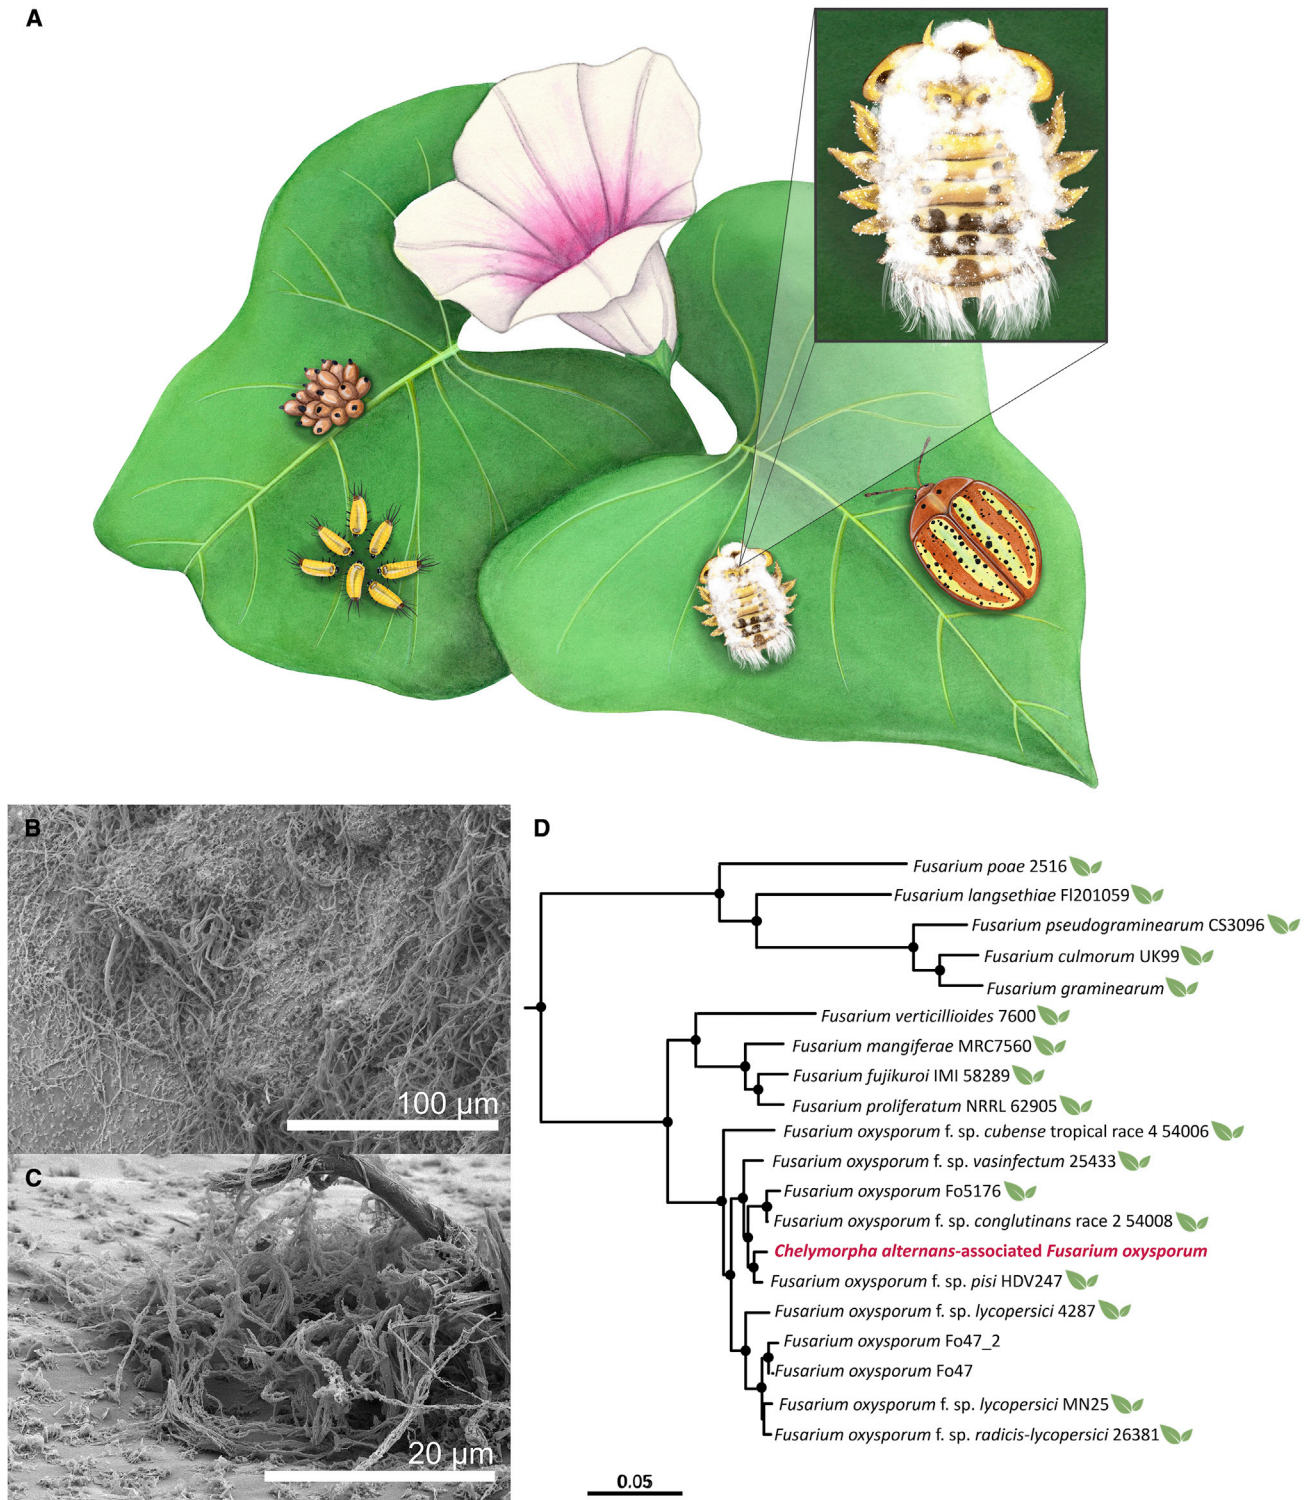 A
B
100 µm
C
20 µm
D
Fusarium poae 2516
Fusarium langsethiae Fl201059
Fusarium pseudograminearum CS3096
Fusarium culmorum UK99
Fusarium graminearum
Fusarium verticillioides 7600
Fusarium mangiferae MRC7560
Fusarium fujikuroi IMI 58289
Fusarium proliferatum NRRL 62905
Fusarium oxysporum f. sp. cubense tropical race 4 54006
Fusarium oxysporum f. sp. vasinfectum 25433
Fusarium oxysporum Fo5176
Fusarium oxysporum f. sp. conglutinans race 2 54008
Chelymorpha alternans-associated Fusarium oxysporum
Fusarium oxysporum f. sp. pisi HDV247
Fusarium oxysporum f. sp. lycopersici 4287
Fusarium oxysporum Fo47_2
Fusarium oxysporum Fo47
Fusarium oxysporum f. sp. lycopersici MN25
Fusarium oxysporum f. sp. radicis-lycopersici 26381
0.05